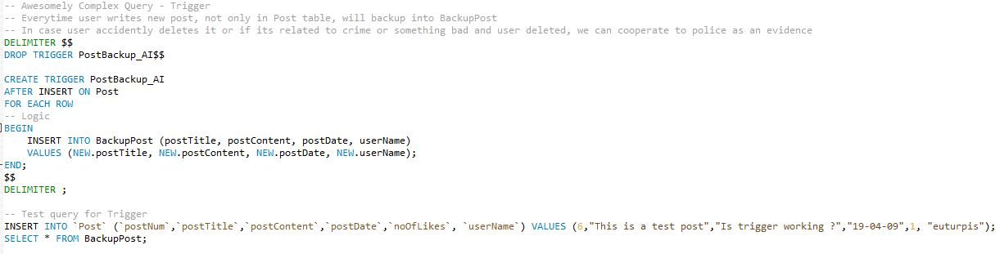 -- Awesomely Complex Query - Trigger
-- Everytime user writes new post, not only in Post table, will backup into BackupPost
-- In case user accidently deletes it or if its related to crime or something bad and user deleted, we can cooperate to police as an evidence
DELIMITER $$
DROP TRIGGER PostBackup_AI$$

CREATE TRIGGER PostBackup_AI
AFTER INSERT ON Post
FOR EACH ROW
-- Logic
BEGIN
    INSERT INTO BackupPost (postTitle, postContent, postDate, userName)
    VALUES (NEW.postTitle, NEW.postContent, NEW.postDate, NEW.userName);
END;
$$
DELIMITER ;

-- Test query for Trigger
INSERT INTO `Post` (`postNum`,`postTitle`,`postContent`,`postDate`,`noOfLikes`, `userName`) VALUES (6,"This is a test post","Is trigger working ?","19-04-09",1, "euturpis");
SELECT * FROM BackupPost;